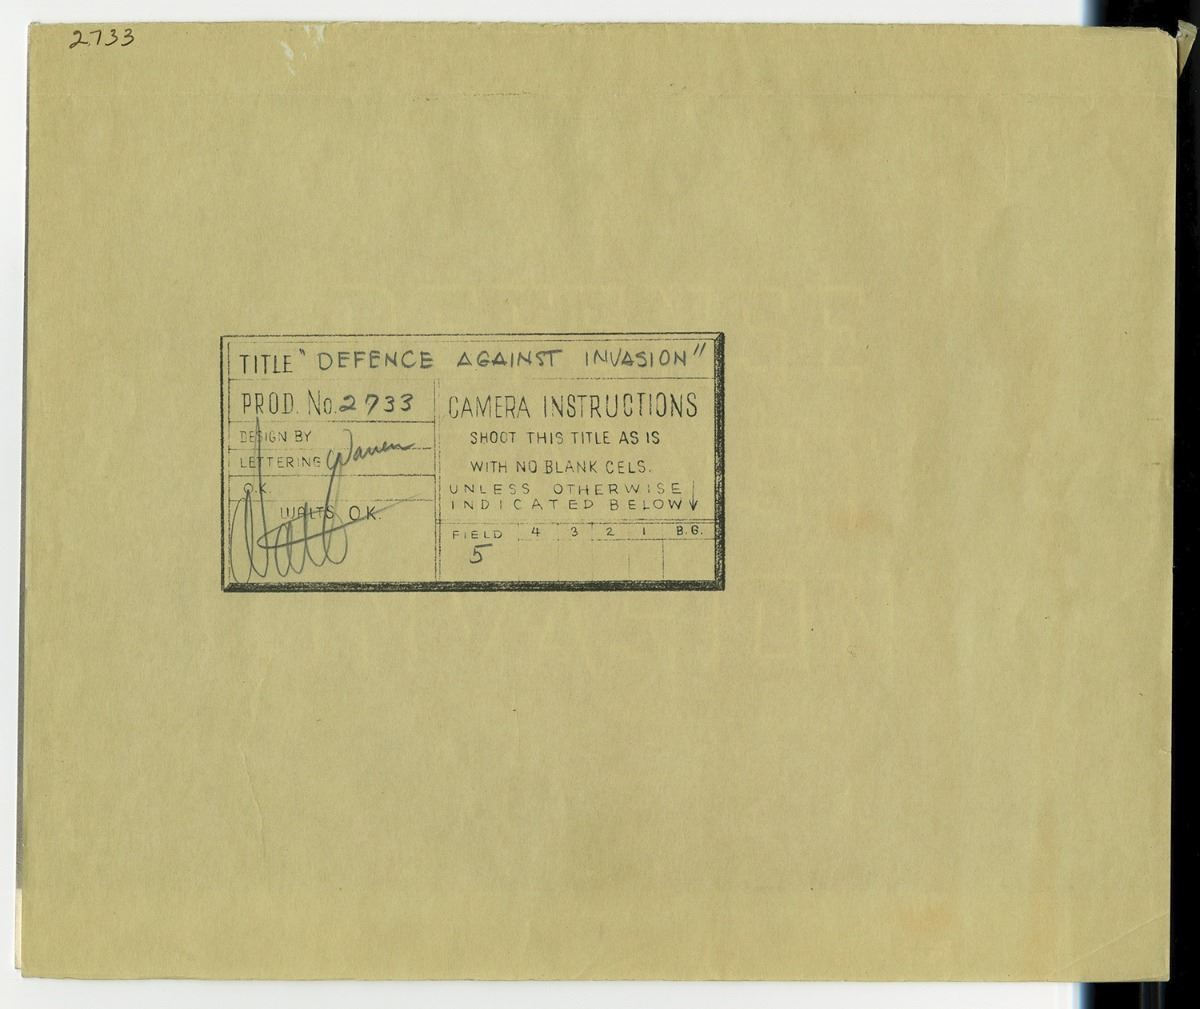 2733
TITLE "DEFENCE AGAINST INVASION"
PROD. No. 2733
DESIGN BY
LETTERING Warren
O.K.
WALTS O.K.
Walt
CAMERA INSTRUCTIONS
SHOOT THIS TITLE AS IS
WITH NO BLANK CELS.
UNLESS OTHERWISE
INDICATED BELOW
FIELD 4 3 2 1 B.G.
5